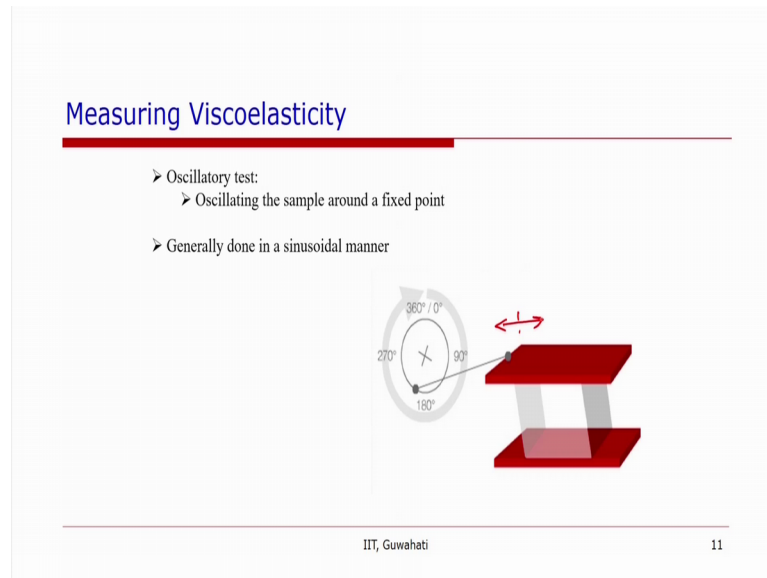 Measuring Viscoelasticity
➢ Oscillatory test:
➢ Oscillating the sample around a fixed point
➢ Generally done in a sinusoidal manner
360° / 0°
270°
90°
180°
IIT, Guwahati
11